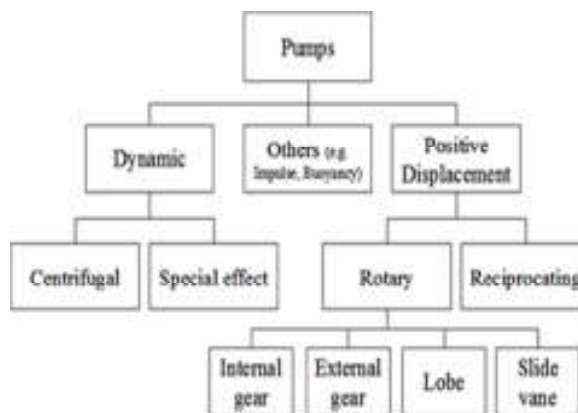 Pumps
Dynamic
Others (e.g.
Impulse, Buoyancy)
Positive
Displacement
Centrifugal
Special effect
Rotary
Reciprocating
Internal
gear
External
gear
Lobe
Slide
vane